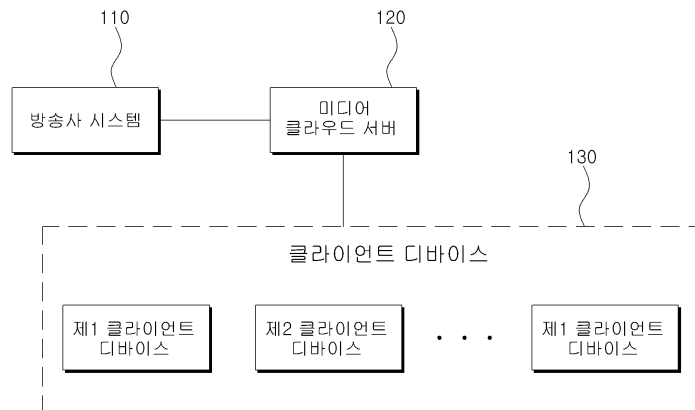 110
120
방송사 시스템
미디어
클라우드 서버
130
클라이언트 디바이스
제1 클라이언트
디바이스
제2 클라이언트
디바이스
. . .
제1 클라이언트
디바이스